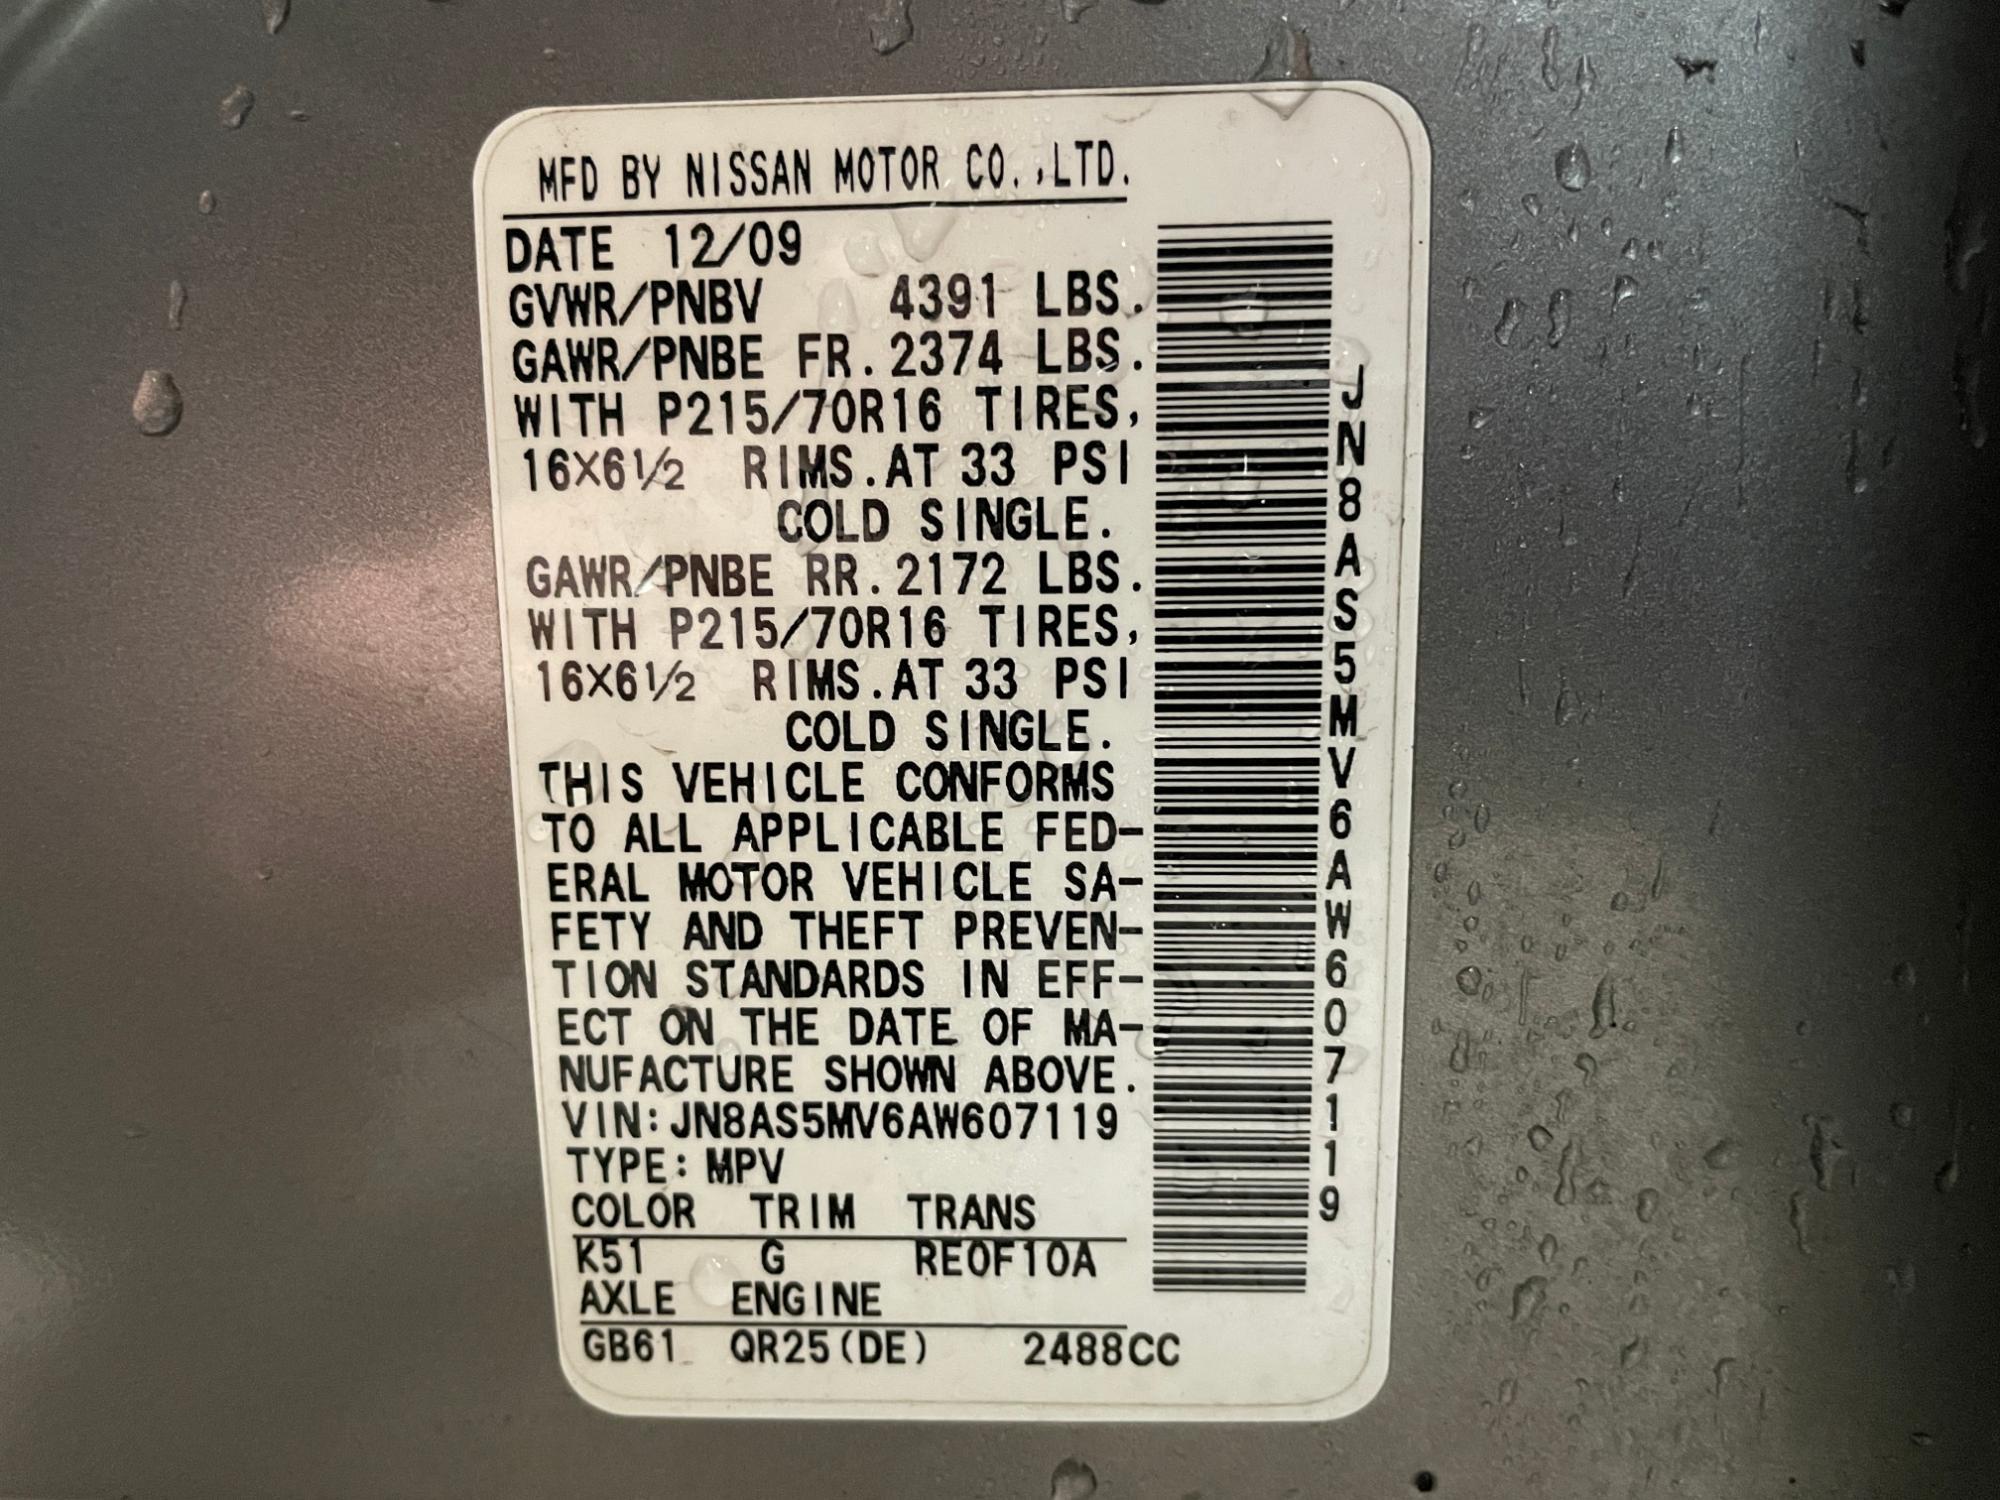 MFD BY NISSAN MOTOR CO.,LTD.
DATE 12/09
GVWR/PNBV 4391 LBS.
GAWR/PNBE FR.2374 LBS.
WITH P215/70R16 TIRES,
16X6½ RIMS.AT 33 PSI
COLD SINGLE.
GAWR/PNBE RR.2172 LBS.
WITH P215/70R16 TIRES,
16X6½ RIMS.AT 33 PSI
COLD SINGLE.
THIS VEHICLE CONFORMS
TO ALL APPLICABLE FED-
ERAL MOTOR VEHICLE SA-
FETY AND THEFT PREVEN-
TION STANDARDS IN EFF-
ECT ON THE DATE OF MA-
NUFACTURE SHOWN ABOVE.
VIN:JN8AS5MV6AW607119
TYPE:MPV
COLOR TRIM TRANS
K51 G RE0F10A
AXLE ENGINE
GB61 QR25(DE) 2488CC
JN8AS5MV6AW607119